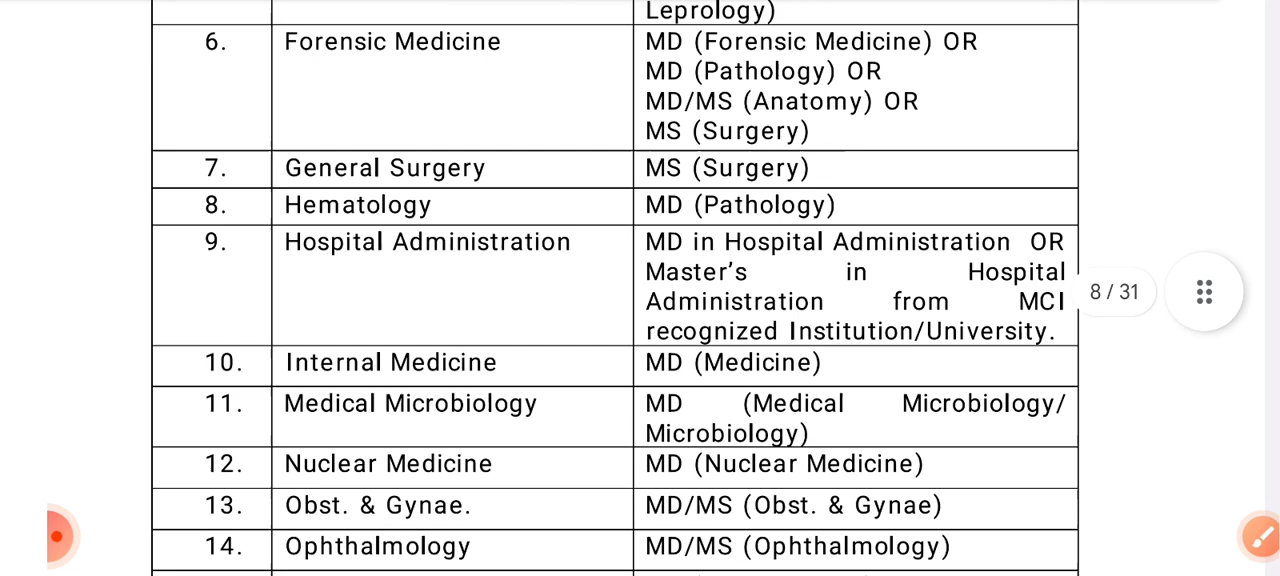 Leprology)
6. Forensic Medicine MD (Forensic Medicine) OR
MD (Pathology) OR
MD/MS (Anatomy) OR
MS (Surgery)
7. General Surgery MS (Surgery)
8. Hematology MD (Pathology)
9. Hospital Administration MD in Hospital Administration OR
Master's in Hospital
Administration from MCI
recognized Institution/University.
8 / 31
10. Internal Medicine MD (Medicine)
11. Medical Microbiology MD (Medical Microbiology/
Microbiology)
12. Nuclear Medicine MD (Nuclear Medicine)
13. Obst. & Gynae. MD/MS (Obst. & Gynae)
14. Ophthalmology MD/MS (Ophthalmology)